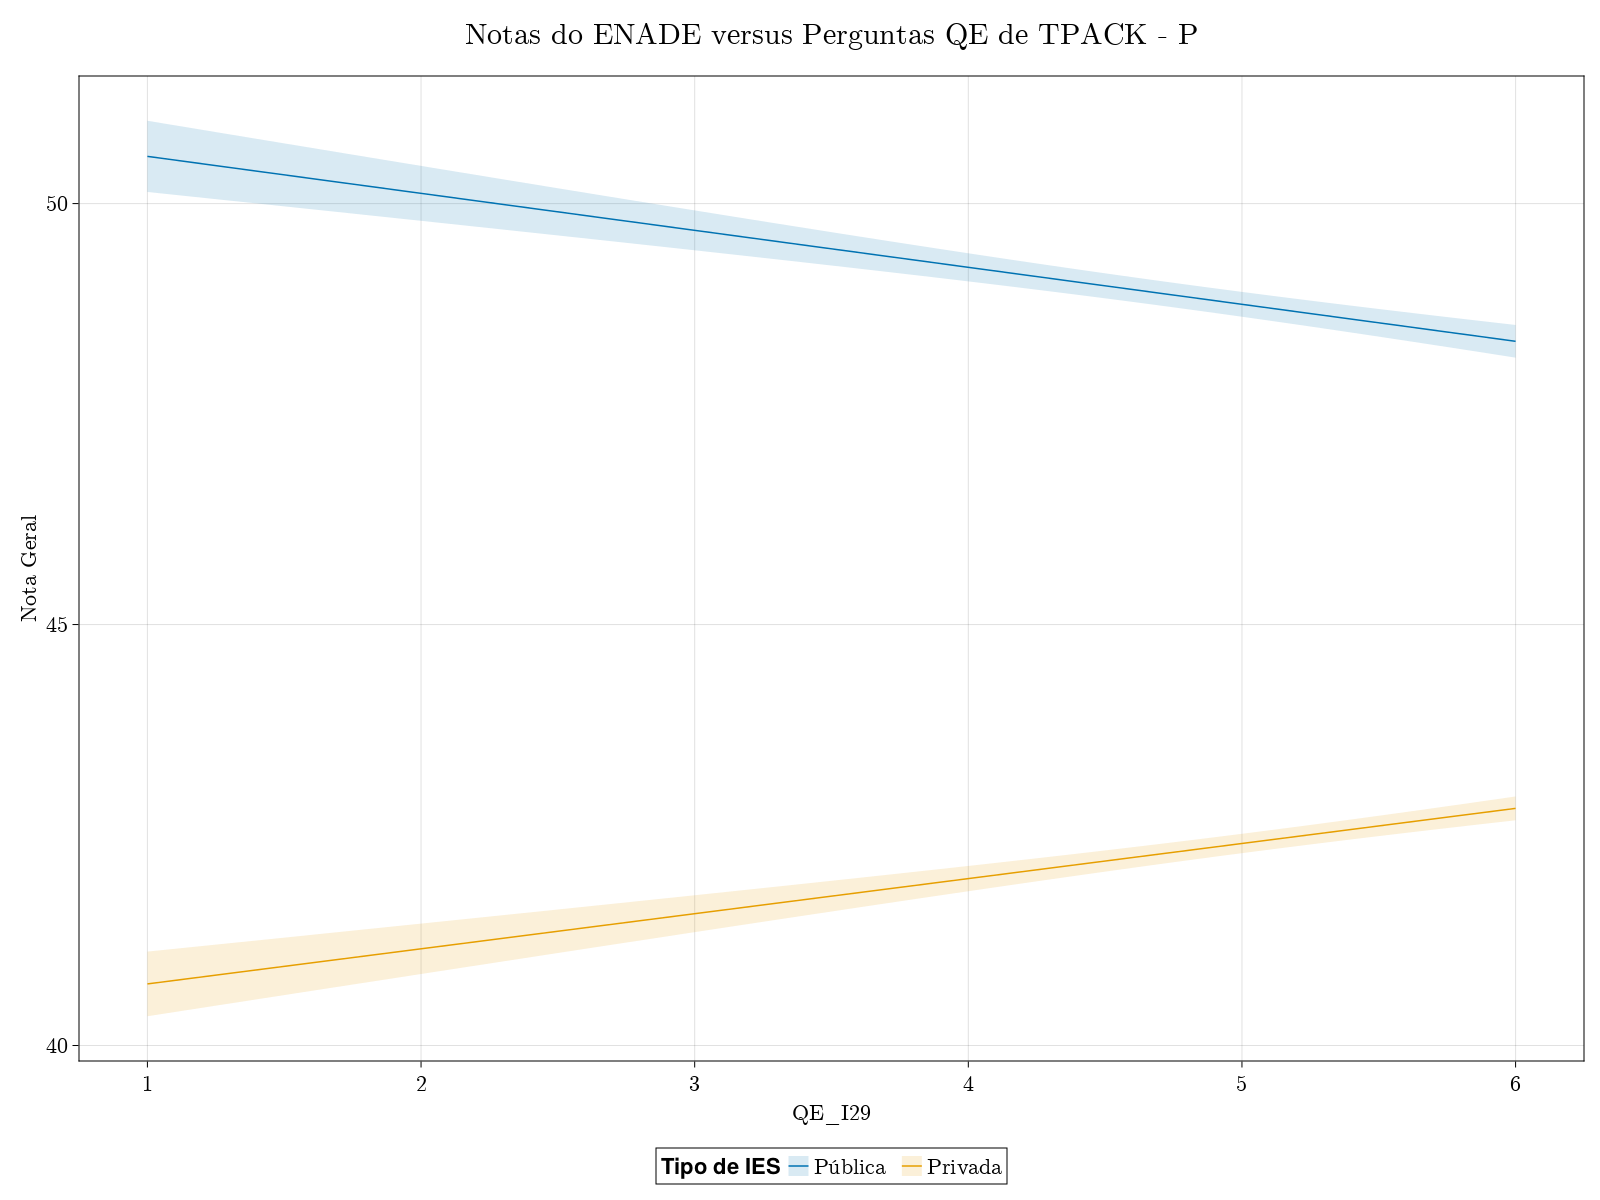 Notas do ENADE versus Perguntas QE de TPACK - P
Nota Geral
50
45
40
1 2 3 4 5 6
QE_I29
Tipo de IES Pública Privada